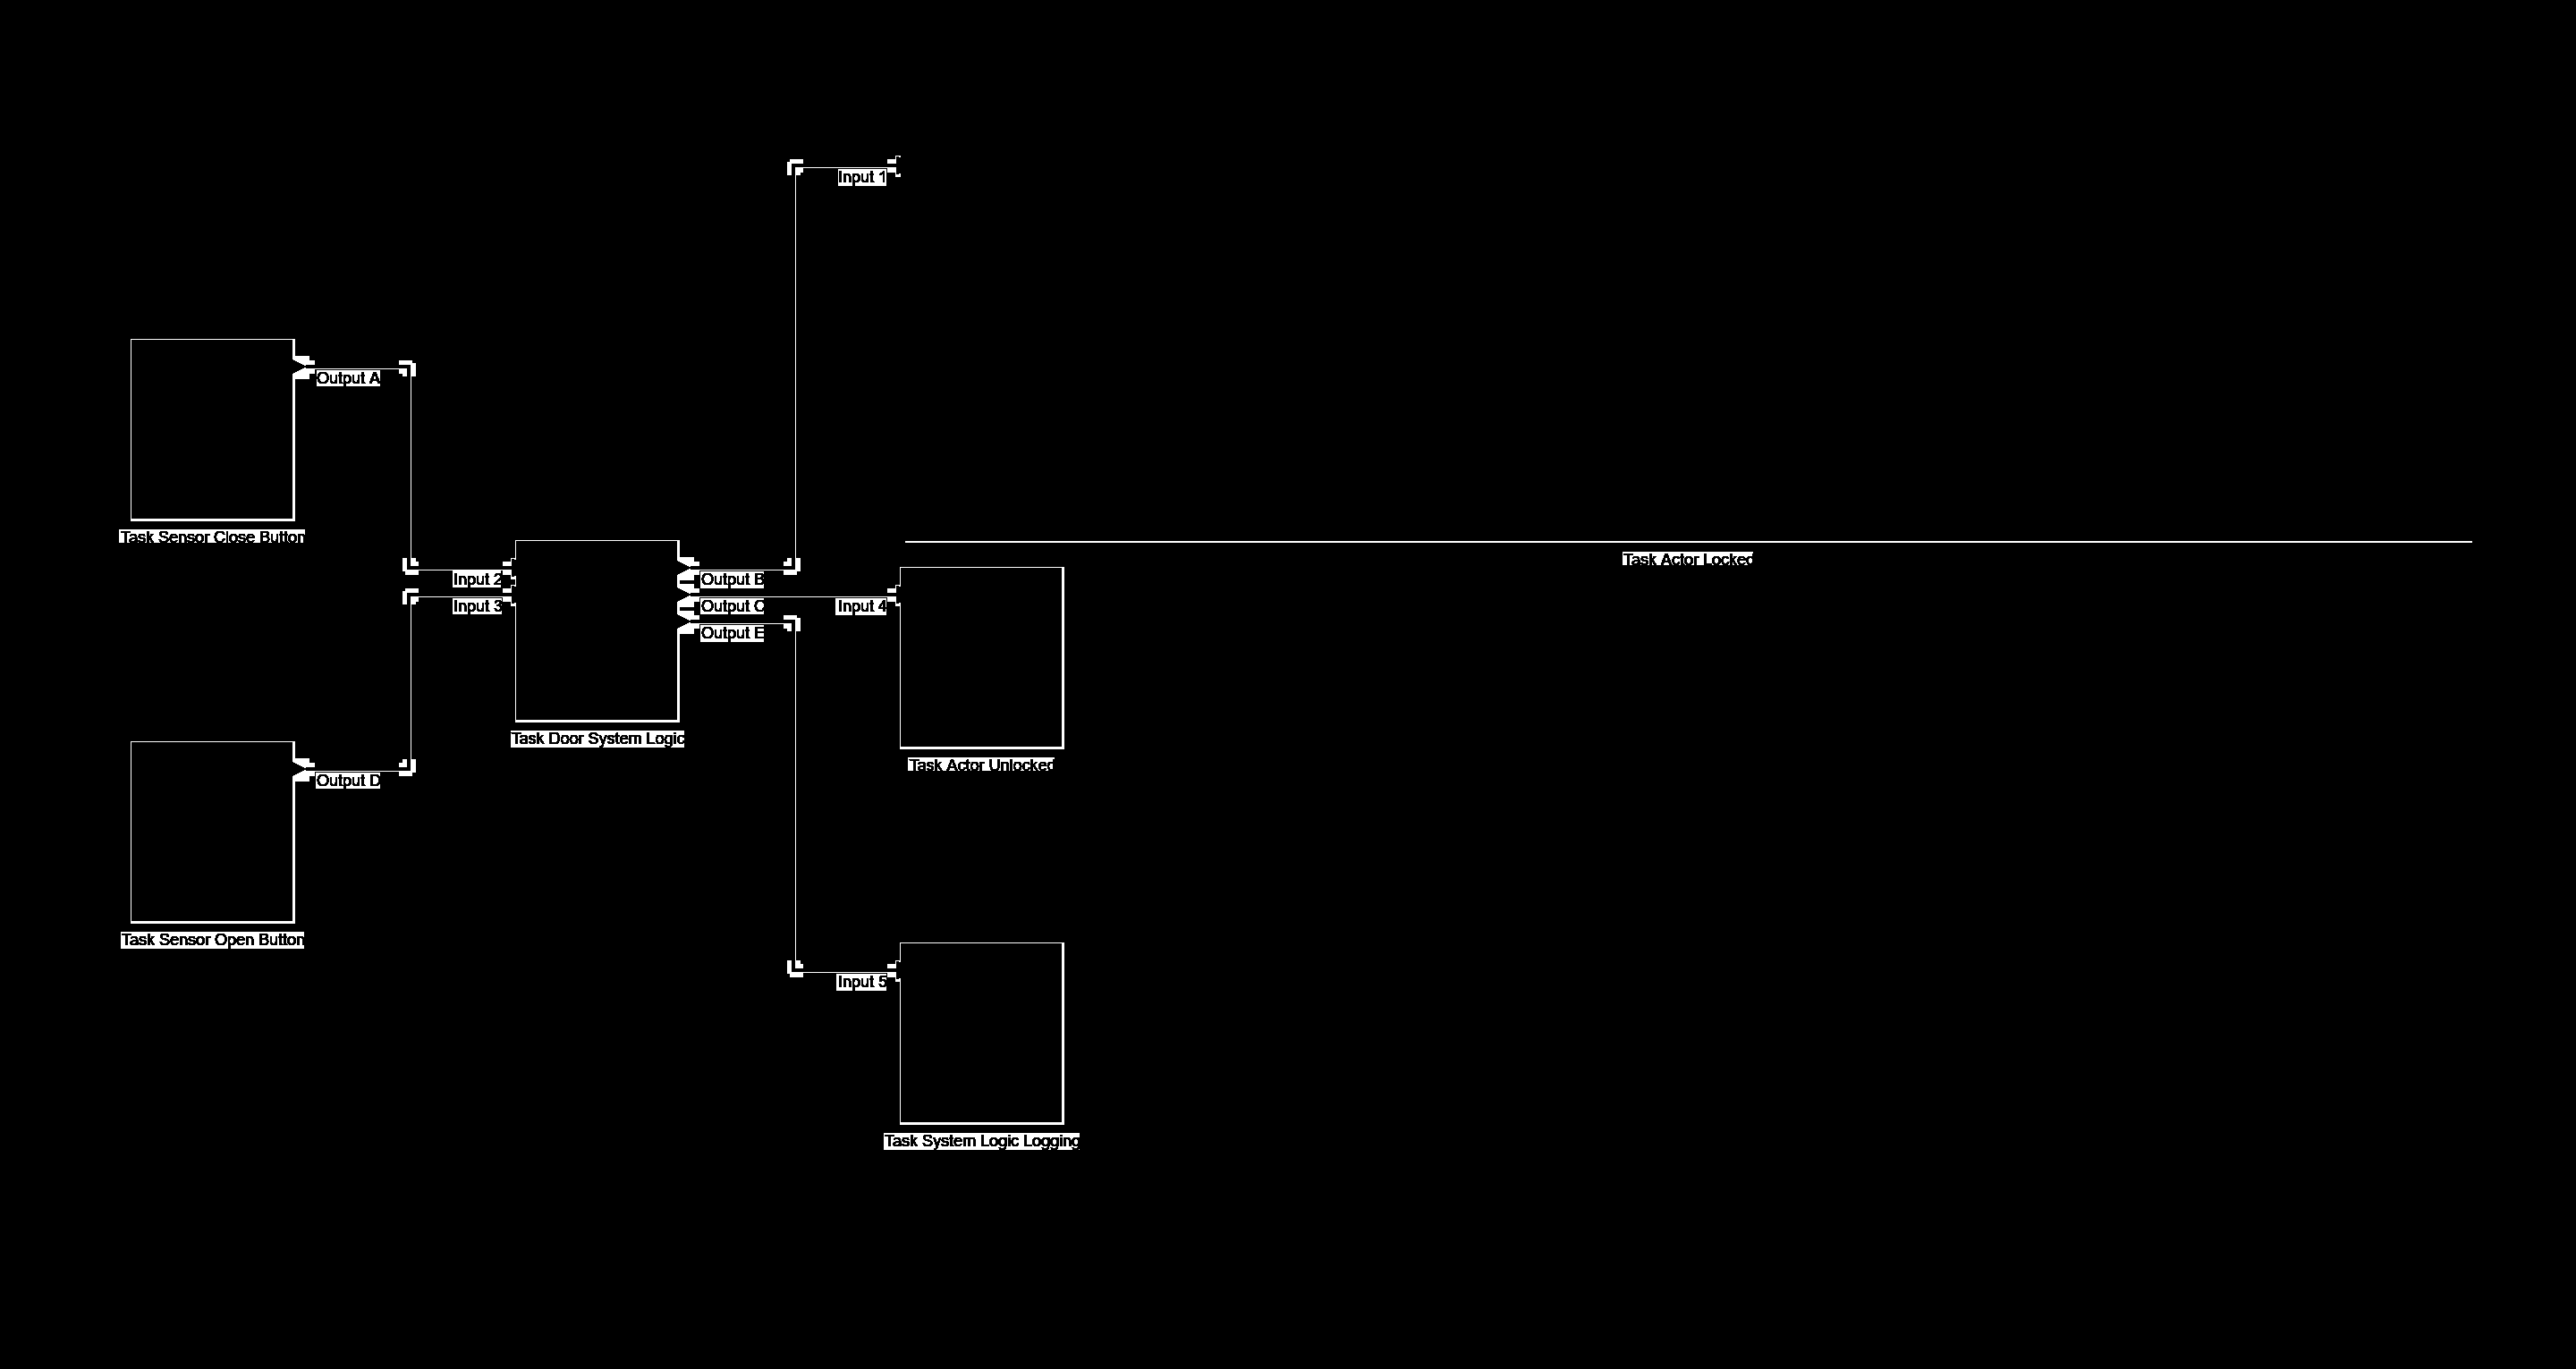 Input 1
Output A
Task Sensor Close Button
Task Actor Locked
Input 2
Output B
Input 3
Output C
Input 4
Output E
Task Door System Logic
Task Actor Unlocked
Output D
Task Sensor Open Button
Input 5
Task System Logic Logging